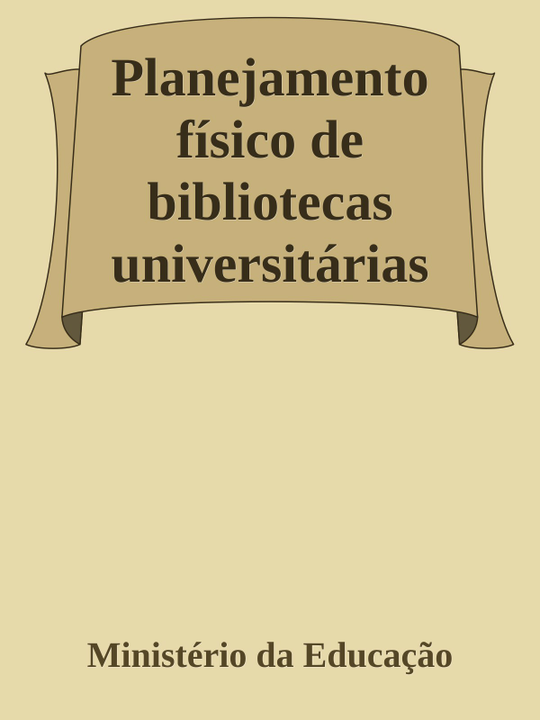 Planejamento
físico de
bibliotecas
universitárias
Ministério da Educação